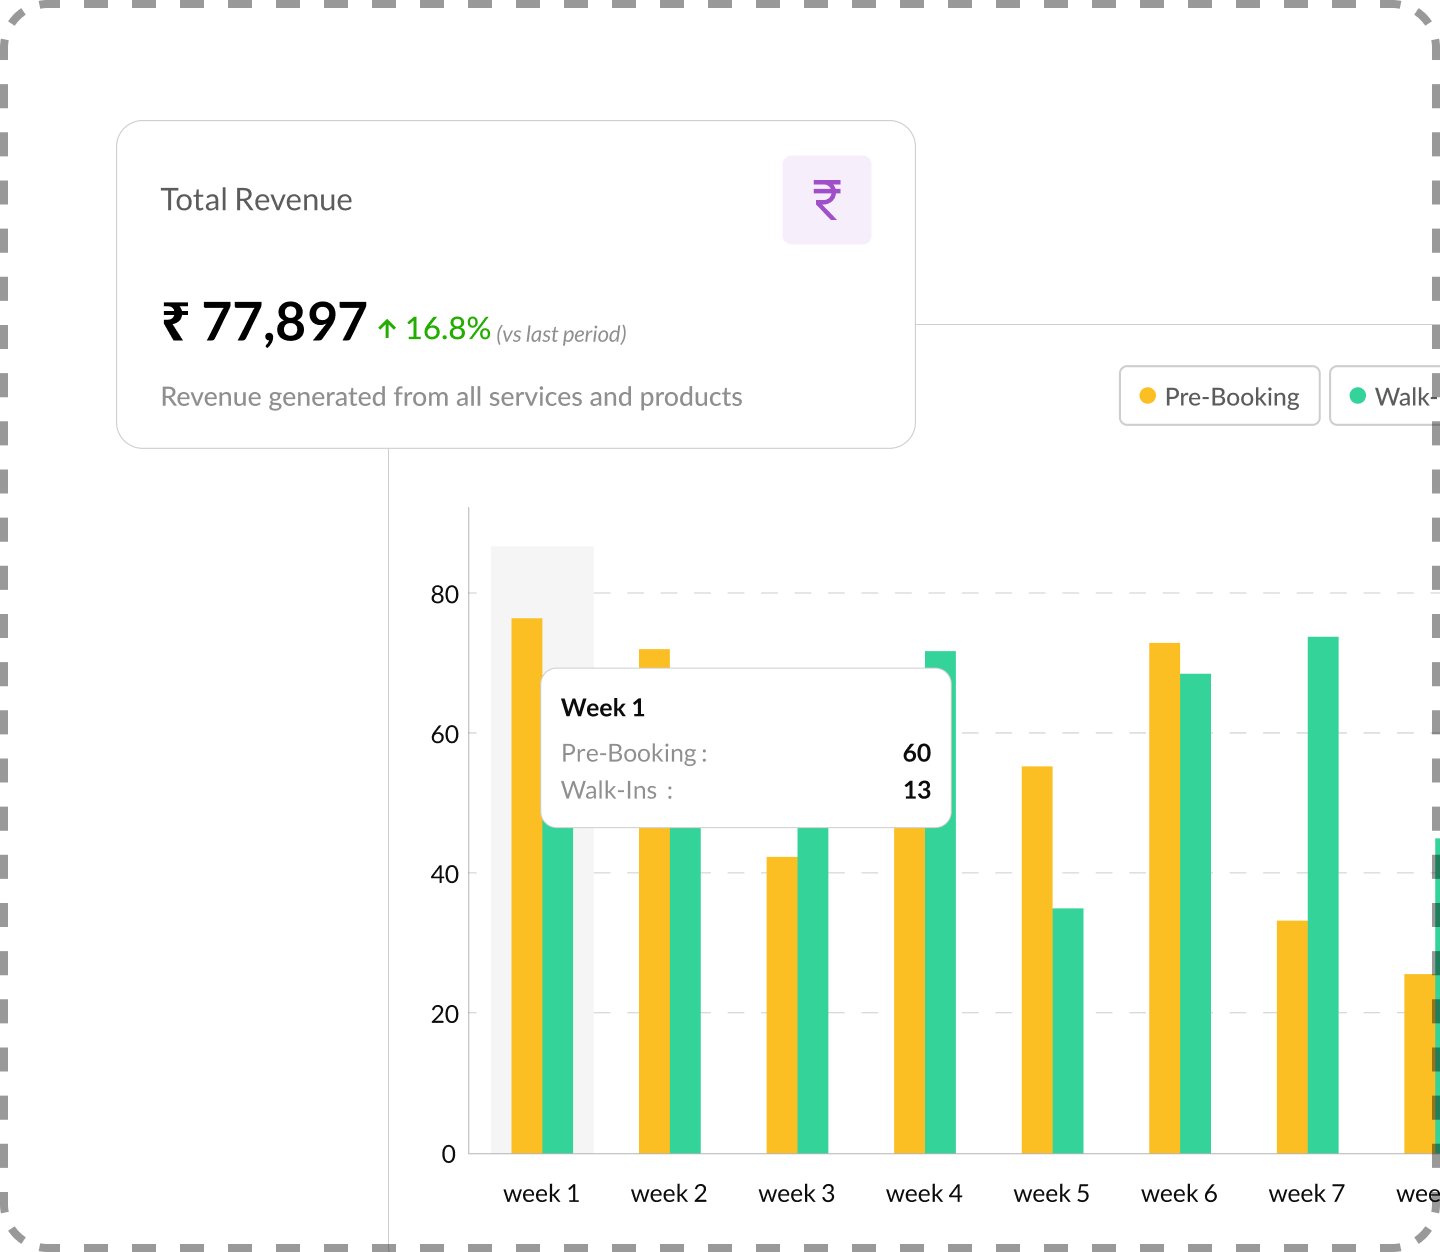 Total Revenue
₹
₹ 77,897 ↑ 16.8% (vs last period)
Revenue generated from all services and products
Pre-Booking
Walk-
80
60
40
20
0
Week 1
Pre-Booking : 60
Walk-Ins : 13
week 1 week 2 week 3 week 4 week 5 week 6 week 7 wee